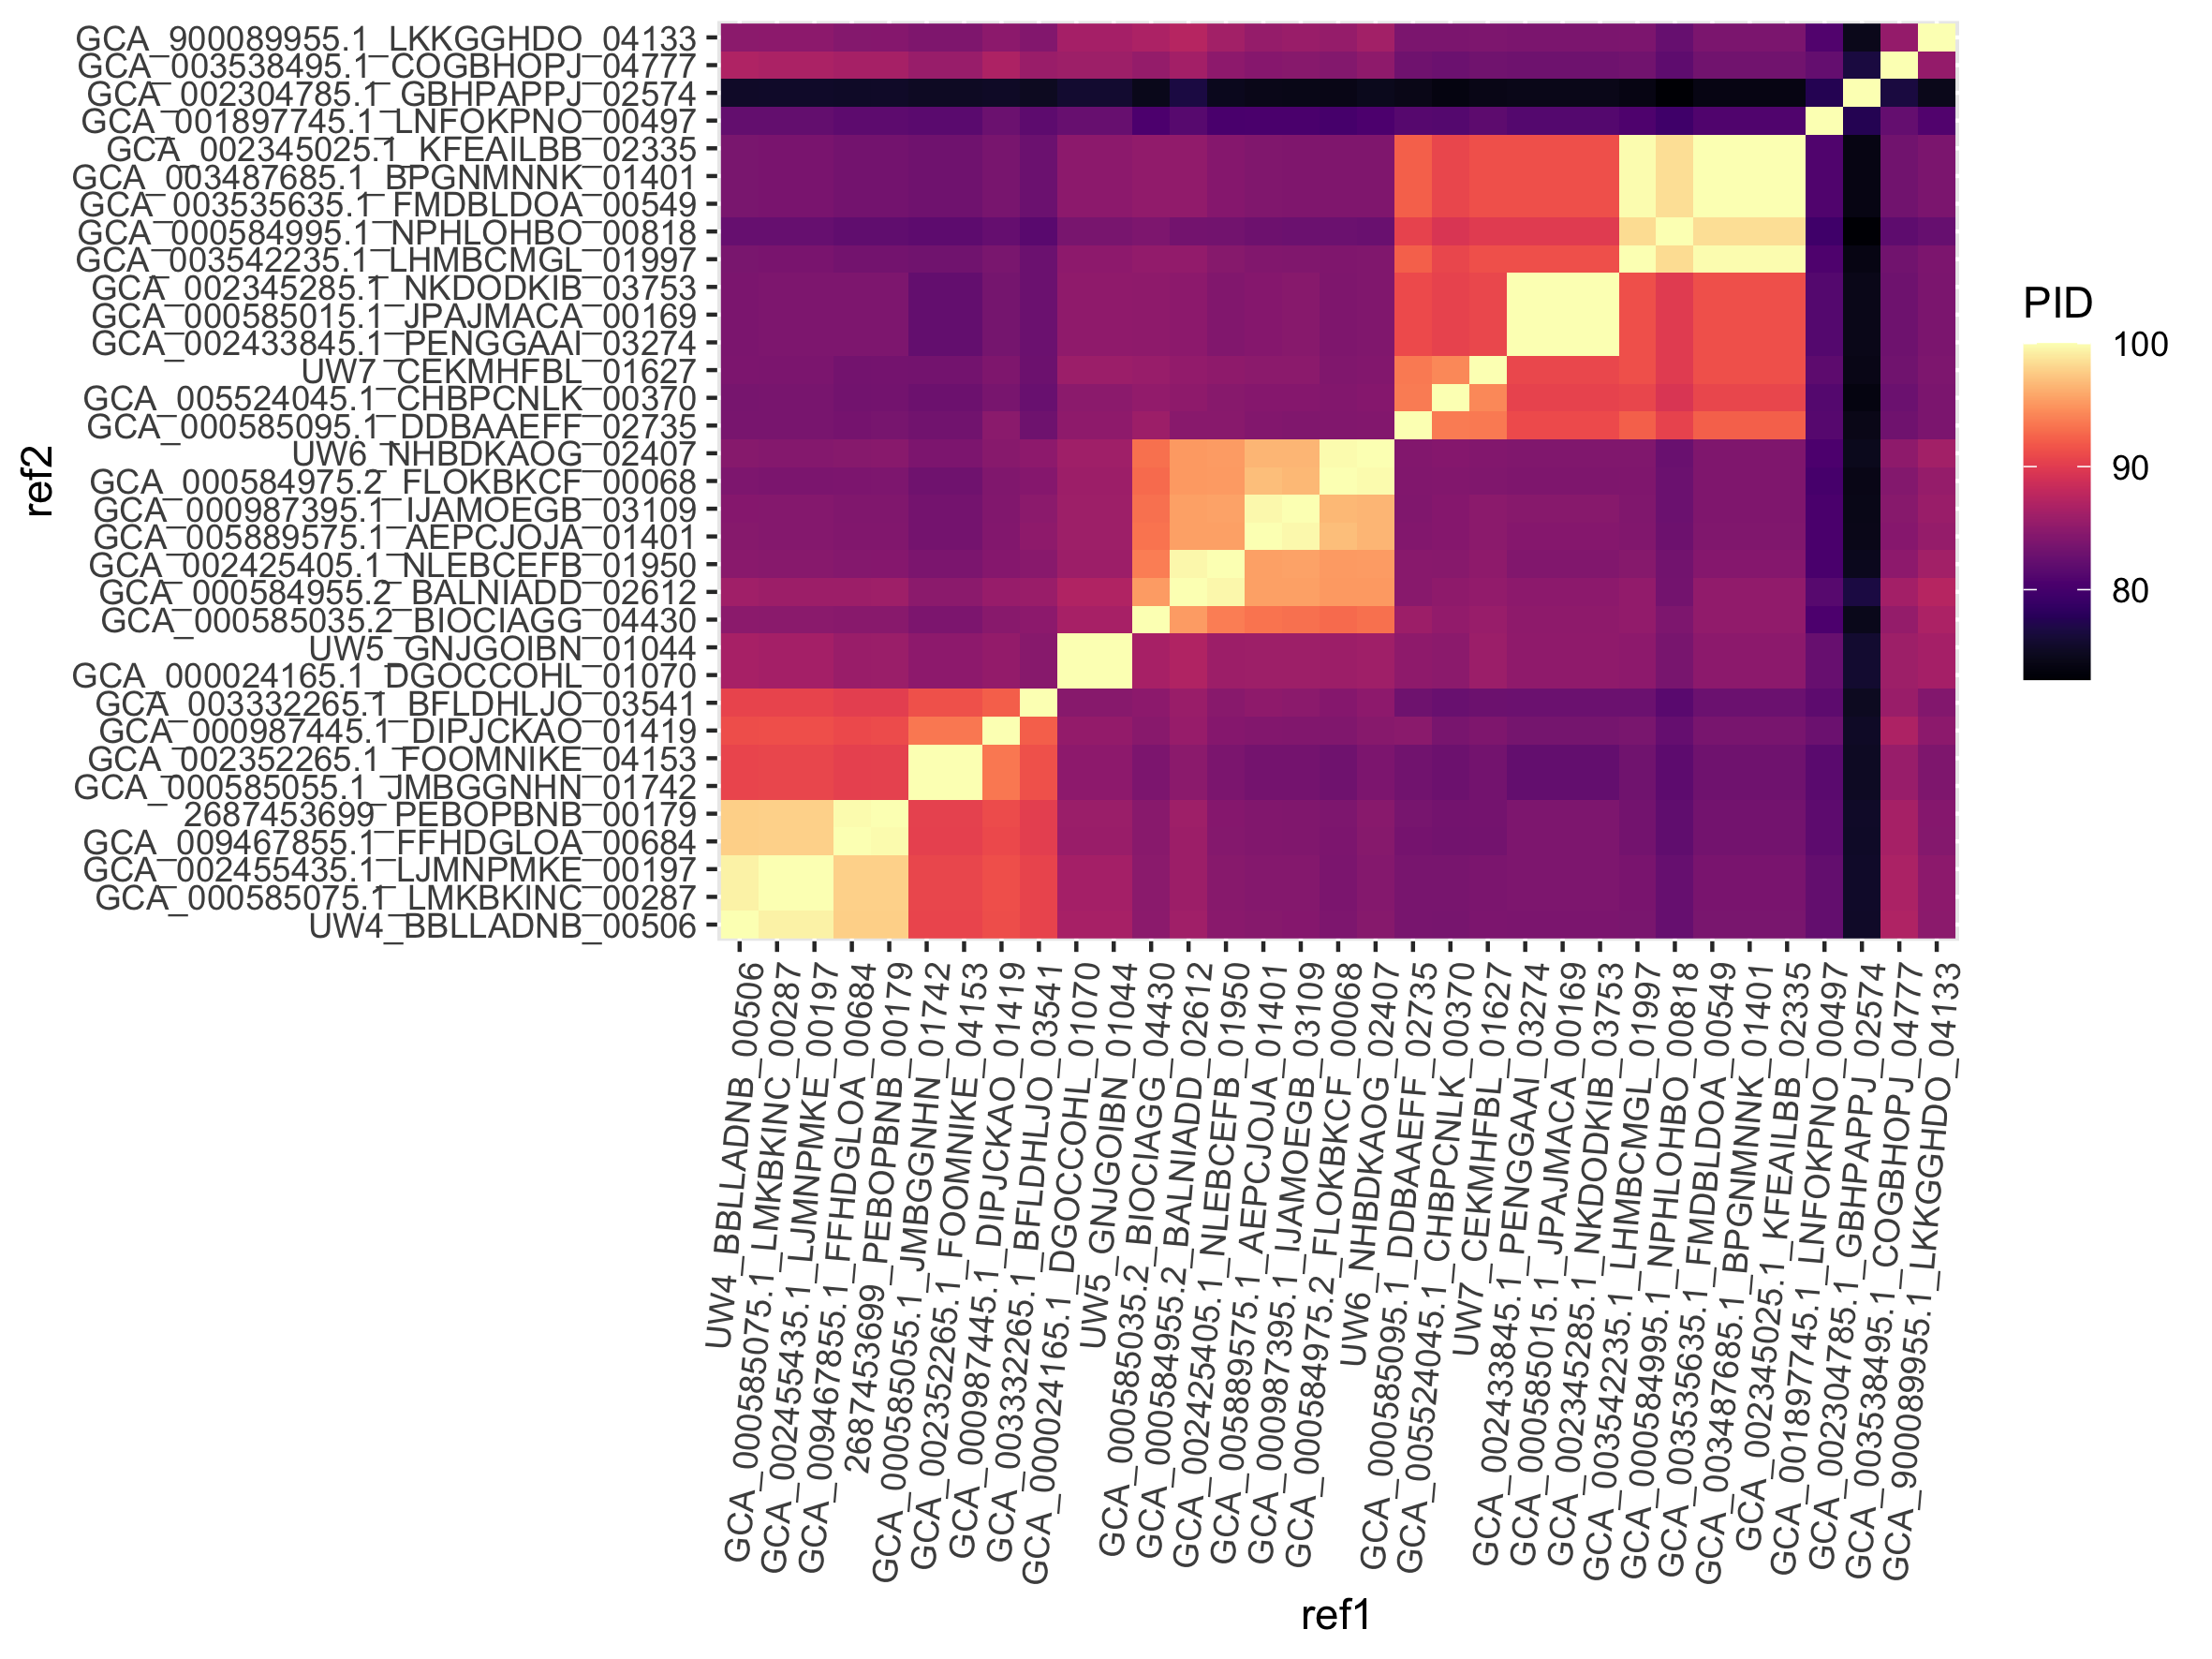 GCA_900089955.1_LKKGGHDO_04133
GCA_003538495.1_COGBHOPJ_04777
GCA_002304785.1_GBHPAPPJ_02574
GCA_001897745.1_LNFOKPNO_00497
GCA_002345025.1_KFEAILBB_02335
GCA_003487685.1_BPGNMNNK_01401
GCA_003535635.1_FMDBLDOA_00549
GCA_000584995.1_NPHLOHBO_00818
GCA_003542235.1_LHMBCMGL_01997
GCA_002345285.1_NKDODKIB_03753
GCA_000585015.1_JPAJMACA_00169
GCA_002433845.1_PENGGAAI_03274
UW7_CEKMHFBL_01627
GCA_005524045.1_CHBPCNLK_00370
GCA_000585095.1_DDBAAEFF_02735
UW6_NHBDKAOG_02407
GCA_000584975.2_FLOKBKCF_00068
GCA_000987395.1_IJAMOEGB_03109
GCA_005889575.1_AEPCJOJA_01401
GCA_002425405.1_NLEBCEFB_01950
GCA_000584955.2_BALNIADD_02612
GCA_000585035.2_BIOCIAGG_04430
UW5_GNJGOIBN_01044
GCA_000024165.1_DGOCCOHL_01070
GCA_003332265.1_BFLDHLJO_03541
GCA_000987445.1_DIPJCKAO_01419
GCA_002352265.1_FOOMNIKE_04153
GCA_000585055.1_JMBGGNHN_01742
2687453699_PEBOPBNB_00179
GCA_009467855.1_FFHDGLOA_00684
GCA_002455435.1_LJMNPMKE_00197
GCA_000585075.1_LMKBKINC_00287
UW4_BBLLADNB_00506
ref2
UW4_BBLLADNB_00506
GCA_000585075.1_LMKBKINC_00287
GCA_002455435.1_LJMNPMKE_00197
GCA_009467855.1_FFHDGLOA_00684
2687453699_PEBOPBNB_00179
GCA_000585055.1_JMBGGNHN_01742
GCA_002352265.1_FOOMNIKE_04153
GCA_000987445.1_DIPJCKAO_01419
GCA_003332265.1_BFLDHLJO_03541
GCA_000024165.1_DGOCCOHL_01070
UW5_GNJGOIBN_01044
GCA_000585035.2_BIOCIAGG_04430
GCA_000584955.2_BALNIADD_02612
GCA_002425405.1_NLEBCEFB_01950
GCA_005889575.1_AEPCJOJA_01401
GCA_000987395.1_IJAMOEGB_03109
GCA_000584975.2_FLOKBKCF_00068
UW6_NHBDKAOG_02407
GCA_000585095.1_DDBAAEFF_02735
GCA_005524045.1_CHBPCNLK_00370
UW7_CEKMHFBL_01627
GCA_002433845.1_PENGGAAI_03274
GCA_000585015.1_JPAJMACA_00169
GCA_002345285.1_NKDODKIB_03753
GCA_003542235.1_LHMBCMGL_01997
GCA_000584995.1_NPHLOHBO_00818
GCA_003535635.1_FMDBLDOA_00549
GCA_003487685.1_BPGNMNNK_01401
GCA_002345025.1_KFEAILBB_02335
GCA_001897745.1_LNFOKPNO_00497
GCA_002304785.1_GBHPAPPJ_02574
GCA_003538495.1_COGBHOPJ_04777
GCA_900089955.1_LKKGGHDO_04133
ref1
PID
100
90
80